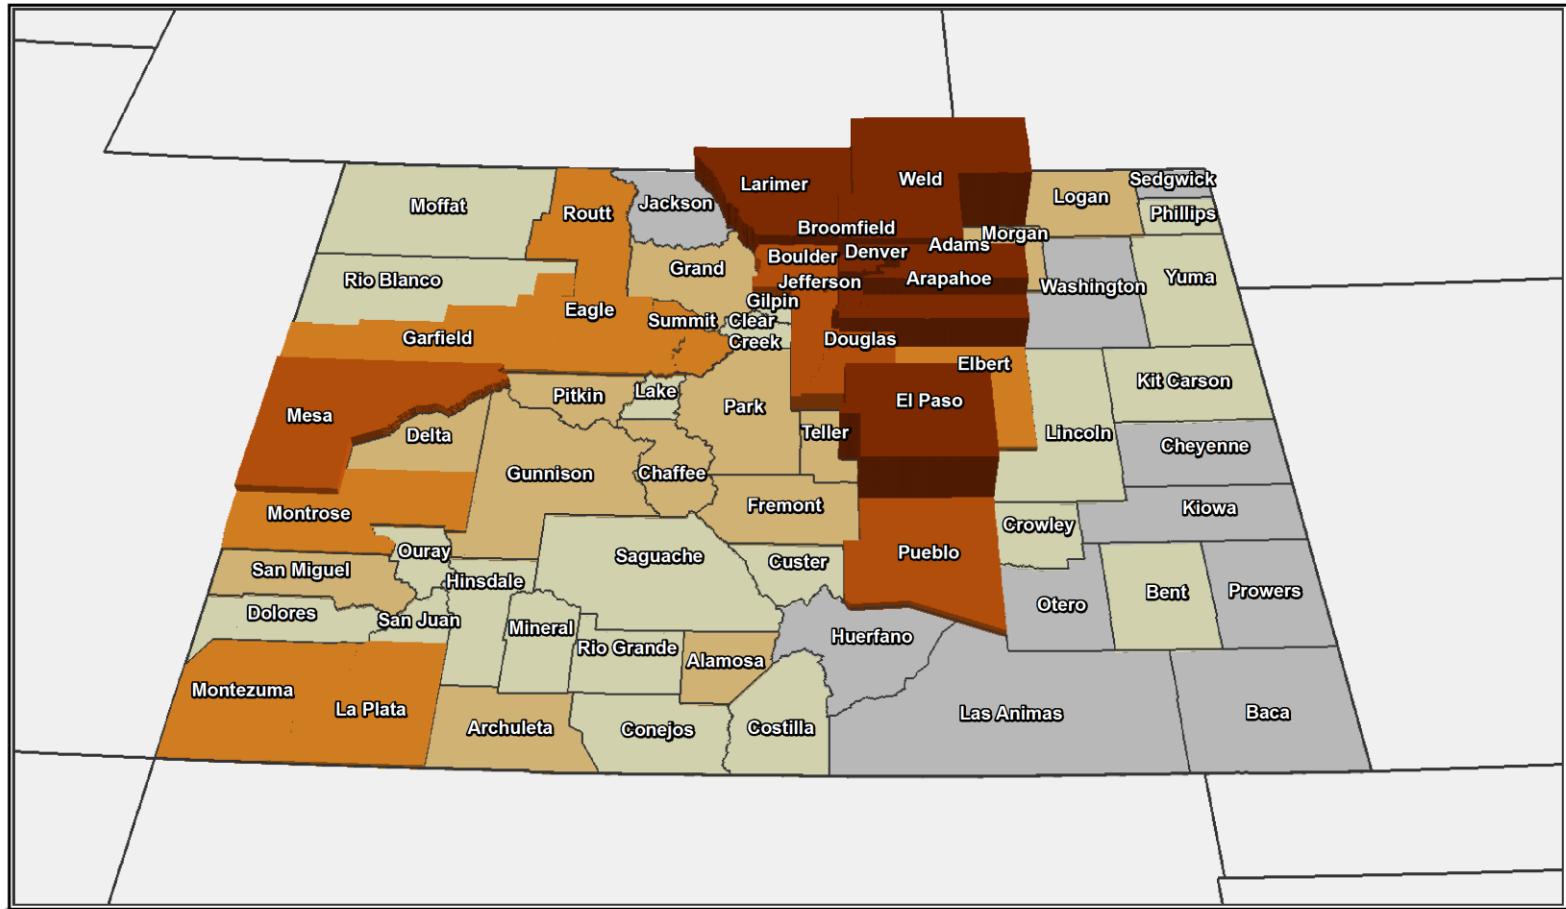 Larimer
Weld
Sedgwick
Moffat
Routt
Jackson
Logan
Phillips
Broomfield
Morgan
Boulder
Denver
Adams
Grand
Rio Blanco
Jefferson
Arapahoe
Washington
Yuma
Gilpin
Eagle
Summit
Clear
Creek
Garfield
Douglas
Elbert
Kit Carson
Pitkin
Lake
Park
El Paso
Mesa
Delta
Teller
Lincoln
Cheyenne
Gunnison
Chaffee
Fremont
Kiowa
Montrose
Crowley
Ouray
Saguache
Pueblo
San Miguel
Hinsdale
Custer
Bent
Prowers
Dolores
San Juan
Mineral
Otero
Rio Grande
Huerfano
Alamosa
Montezuma
La Plata
Archuleta
Conejos
Costilla
Las Animas
Baca